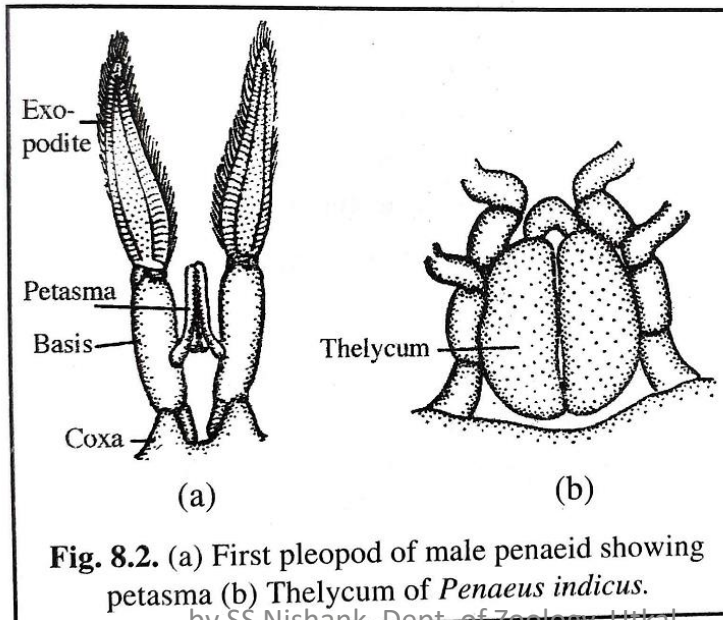 Exo-
podite
Petasma
Basis
Coxa
Thelycum
(a)
(b)
Fig. 8.2. (a) First pleopod of male penaeid showing
petasma (b) Thelycum of Penaeus indicus.
by SS Nishank, Dept. of Zoology, Utkal